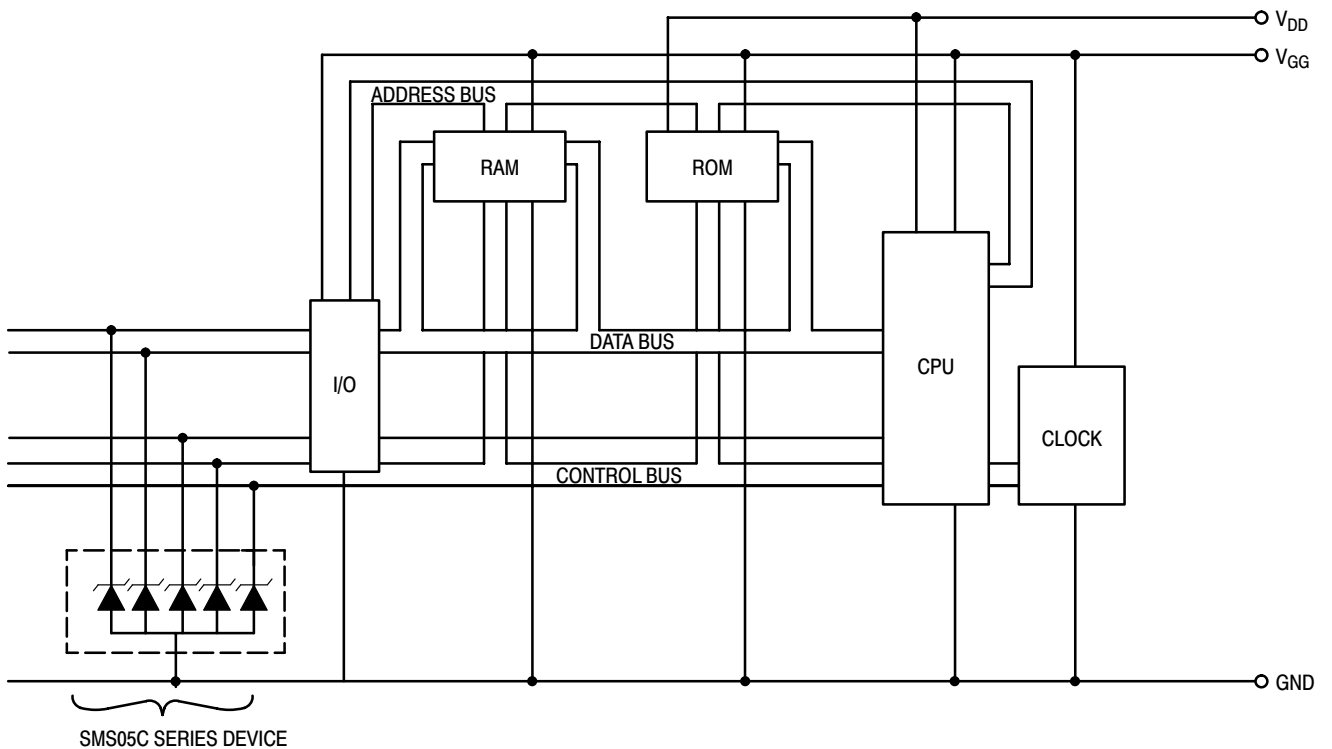 V_DD
V_GG
ADDRESS BUS
RAM
ROM
DATA BUS
I/O
CPU
CLOCK
CONTROL BUS
GND
SMS05C SERIES DEVICE